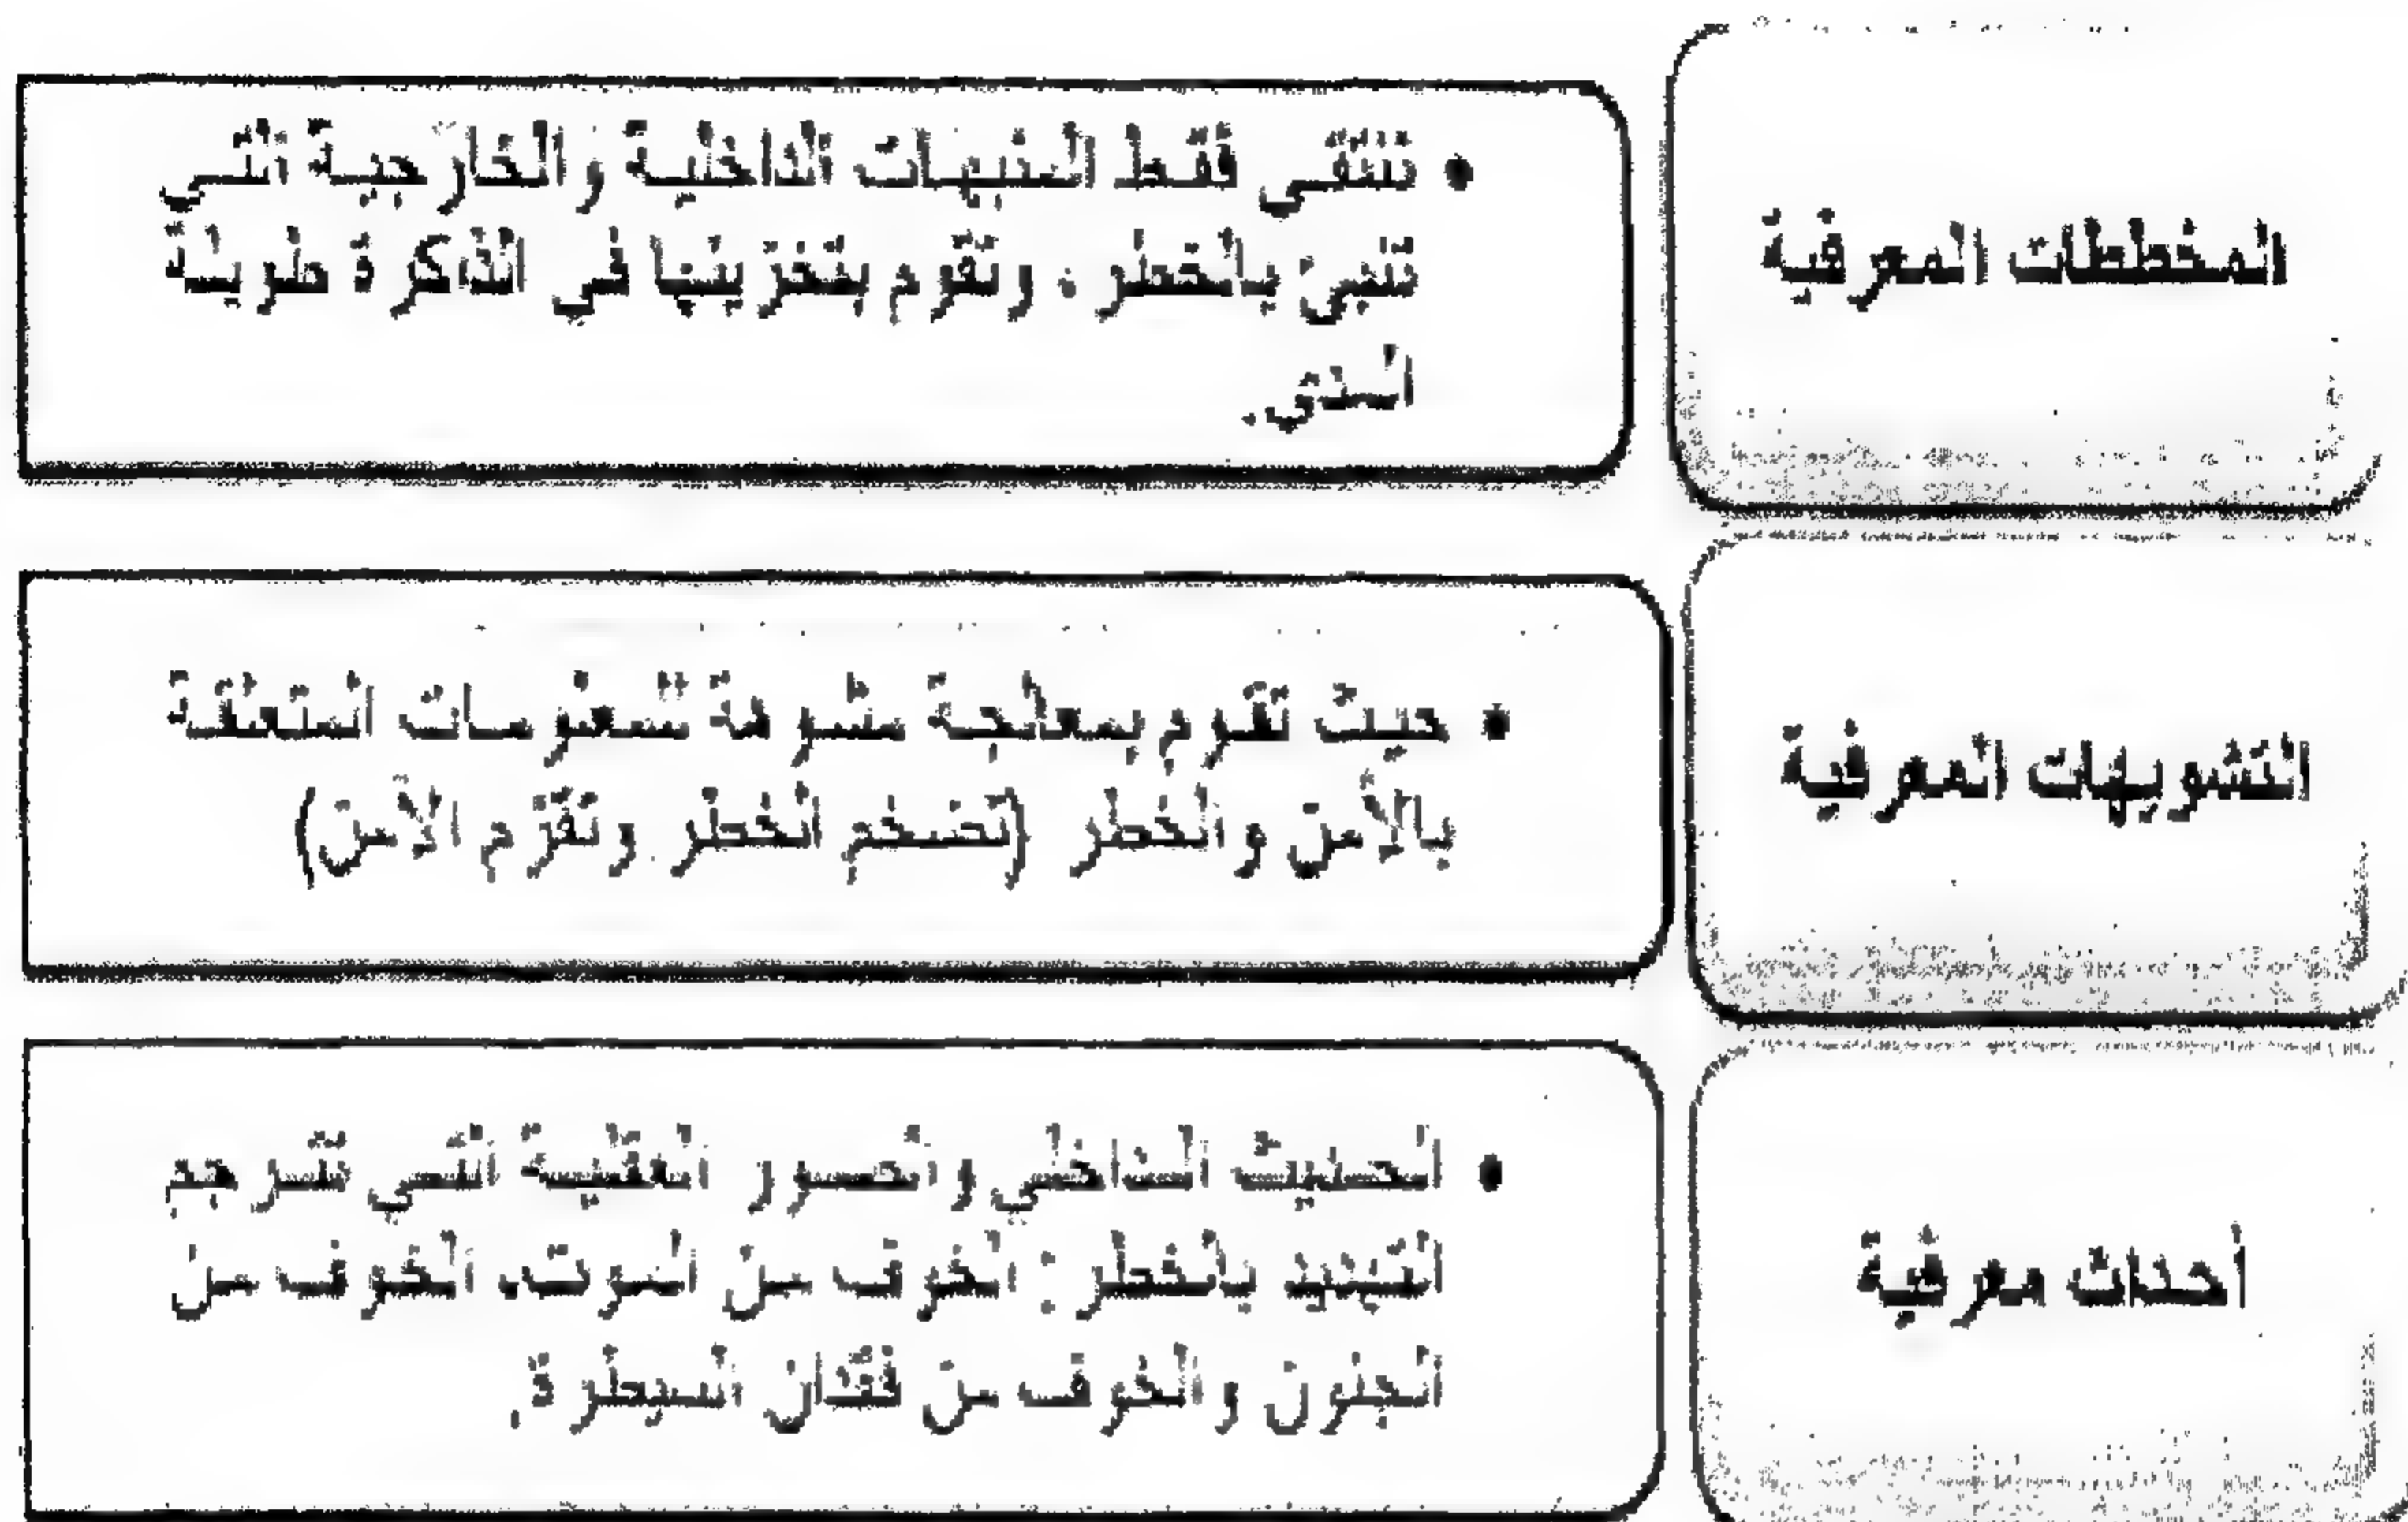 المخططات المعرفية
• تنتقي فقط المنبهات الداخلية والخارجية التي
تنبئ بالخطر، وتقوم بتخزينها في الذاكرة طويلة
المدى.
التشويهات المعرفية
• حيث تقوم بمعالجة مشوهة للمعلومات المتعلقة
بالأمن والخطر (تضخم الخطر وتقزم الأمن)
أحداث معرفية
• الحديث الداخلي والصور العقلية التي تترجم
التهديد بالخطر: الخوف من الموت، الخوف من
الجنون والخوف من فقدان السيطرة.